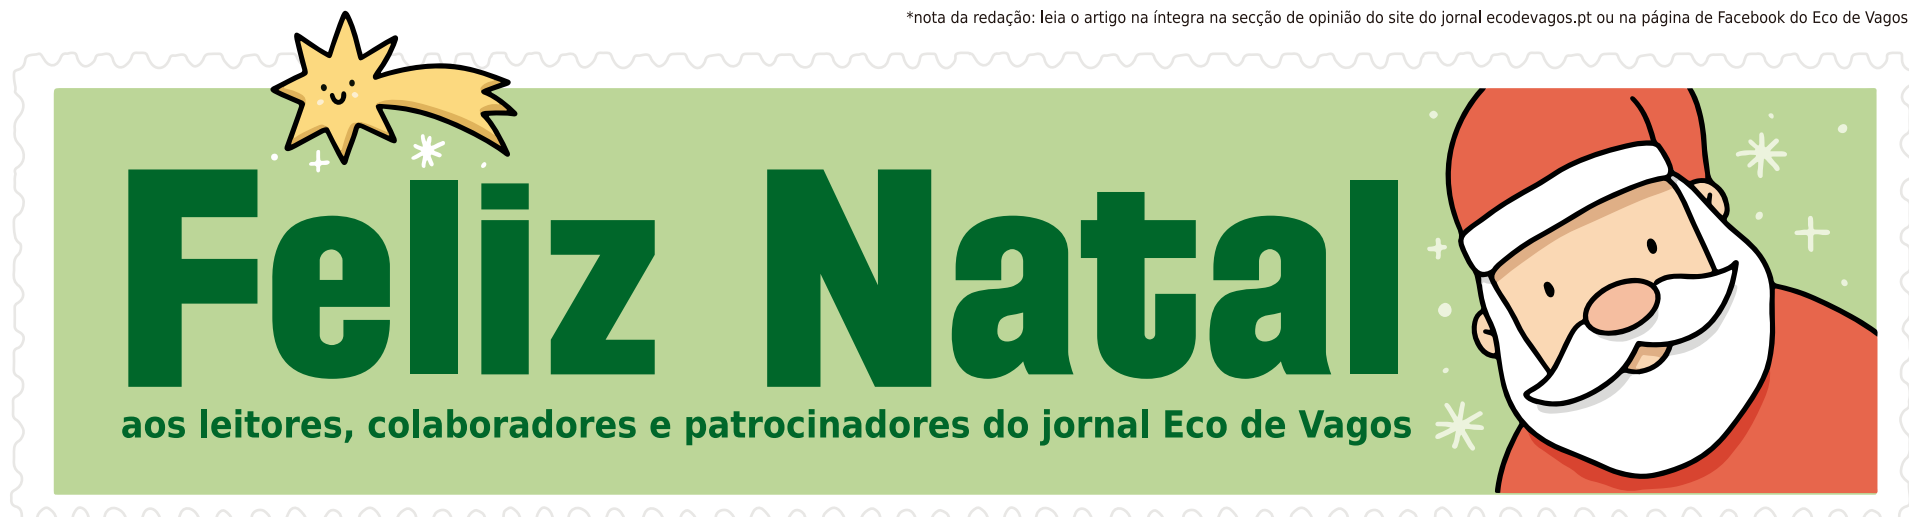 *nota da redação: leia o artigo na íntegra na secção de opinião do site do jornal ecodevagos.pt ou na página de Facebook do Eco de Vagos
Feliz Natal
aos leitores, colaboradores e patrocinadores do jornal Eco de Vagos